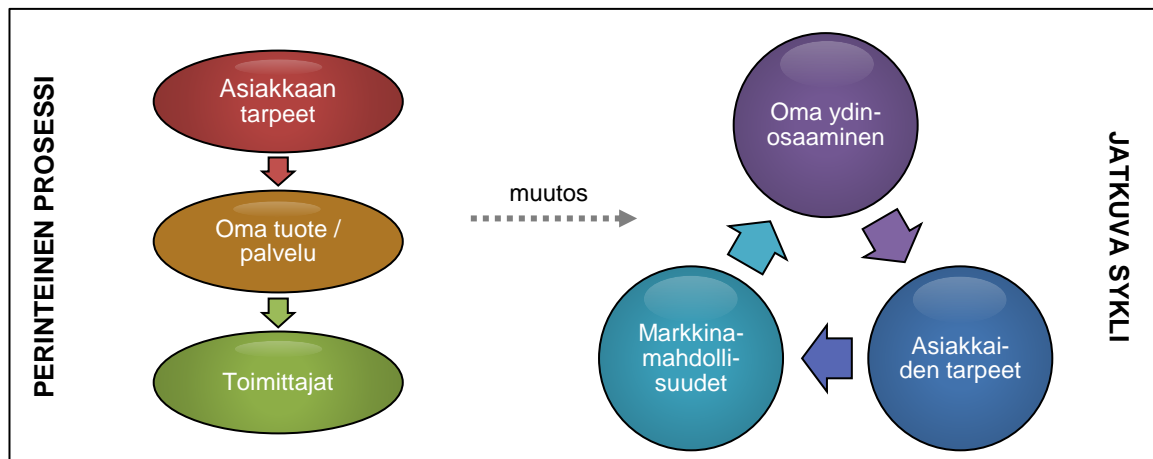 PERINTEINEN PROSESSI
Asiakkaan
tarpeet
Oma tuote /
palvelu
Toimittajat
muutos
Oma ydin-
osaaminen
Markkina-
mahdolli-
suudet
Asiakkai-
den tarpeet
JATKUVA SYKLI